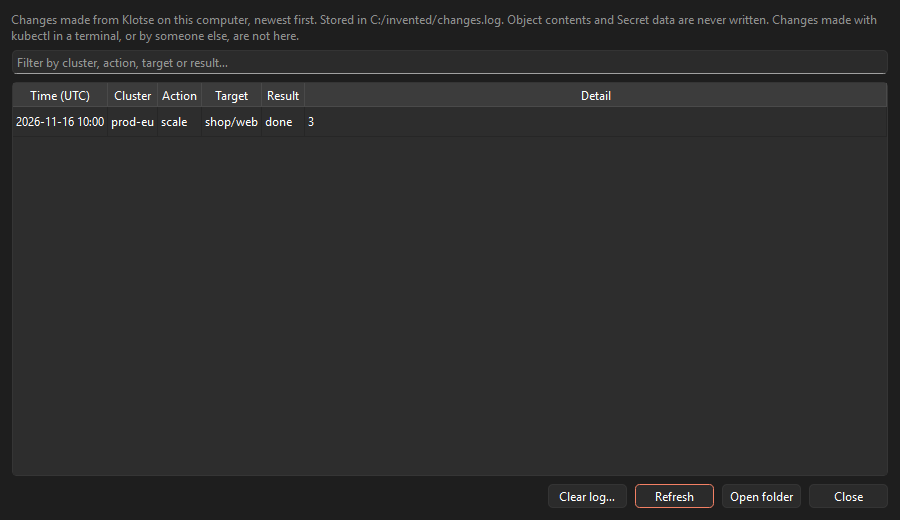 Changes made from Klotse on this computer, newest first. Stored in C:/invented/changes.log. Object contents and Secret data are never written. Changes made with
kubectl in a terminal, or by someone else, are not here.
Filter by cluster, action, target or result...
Time (UTC) Cluster Action Target Result Detail
2026-11-16 10:00 prod-eu scale shop/web done 3
Clear log... Refresh Open folder Close